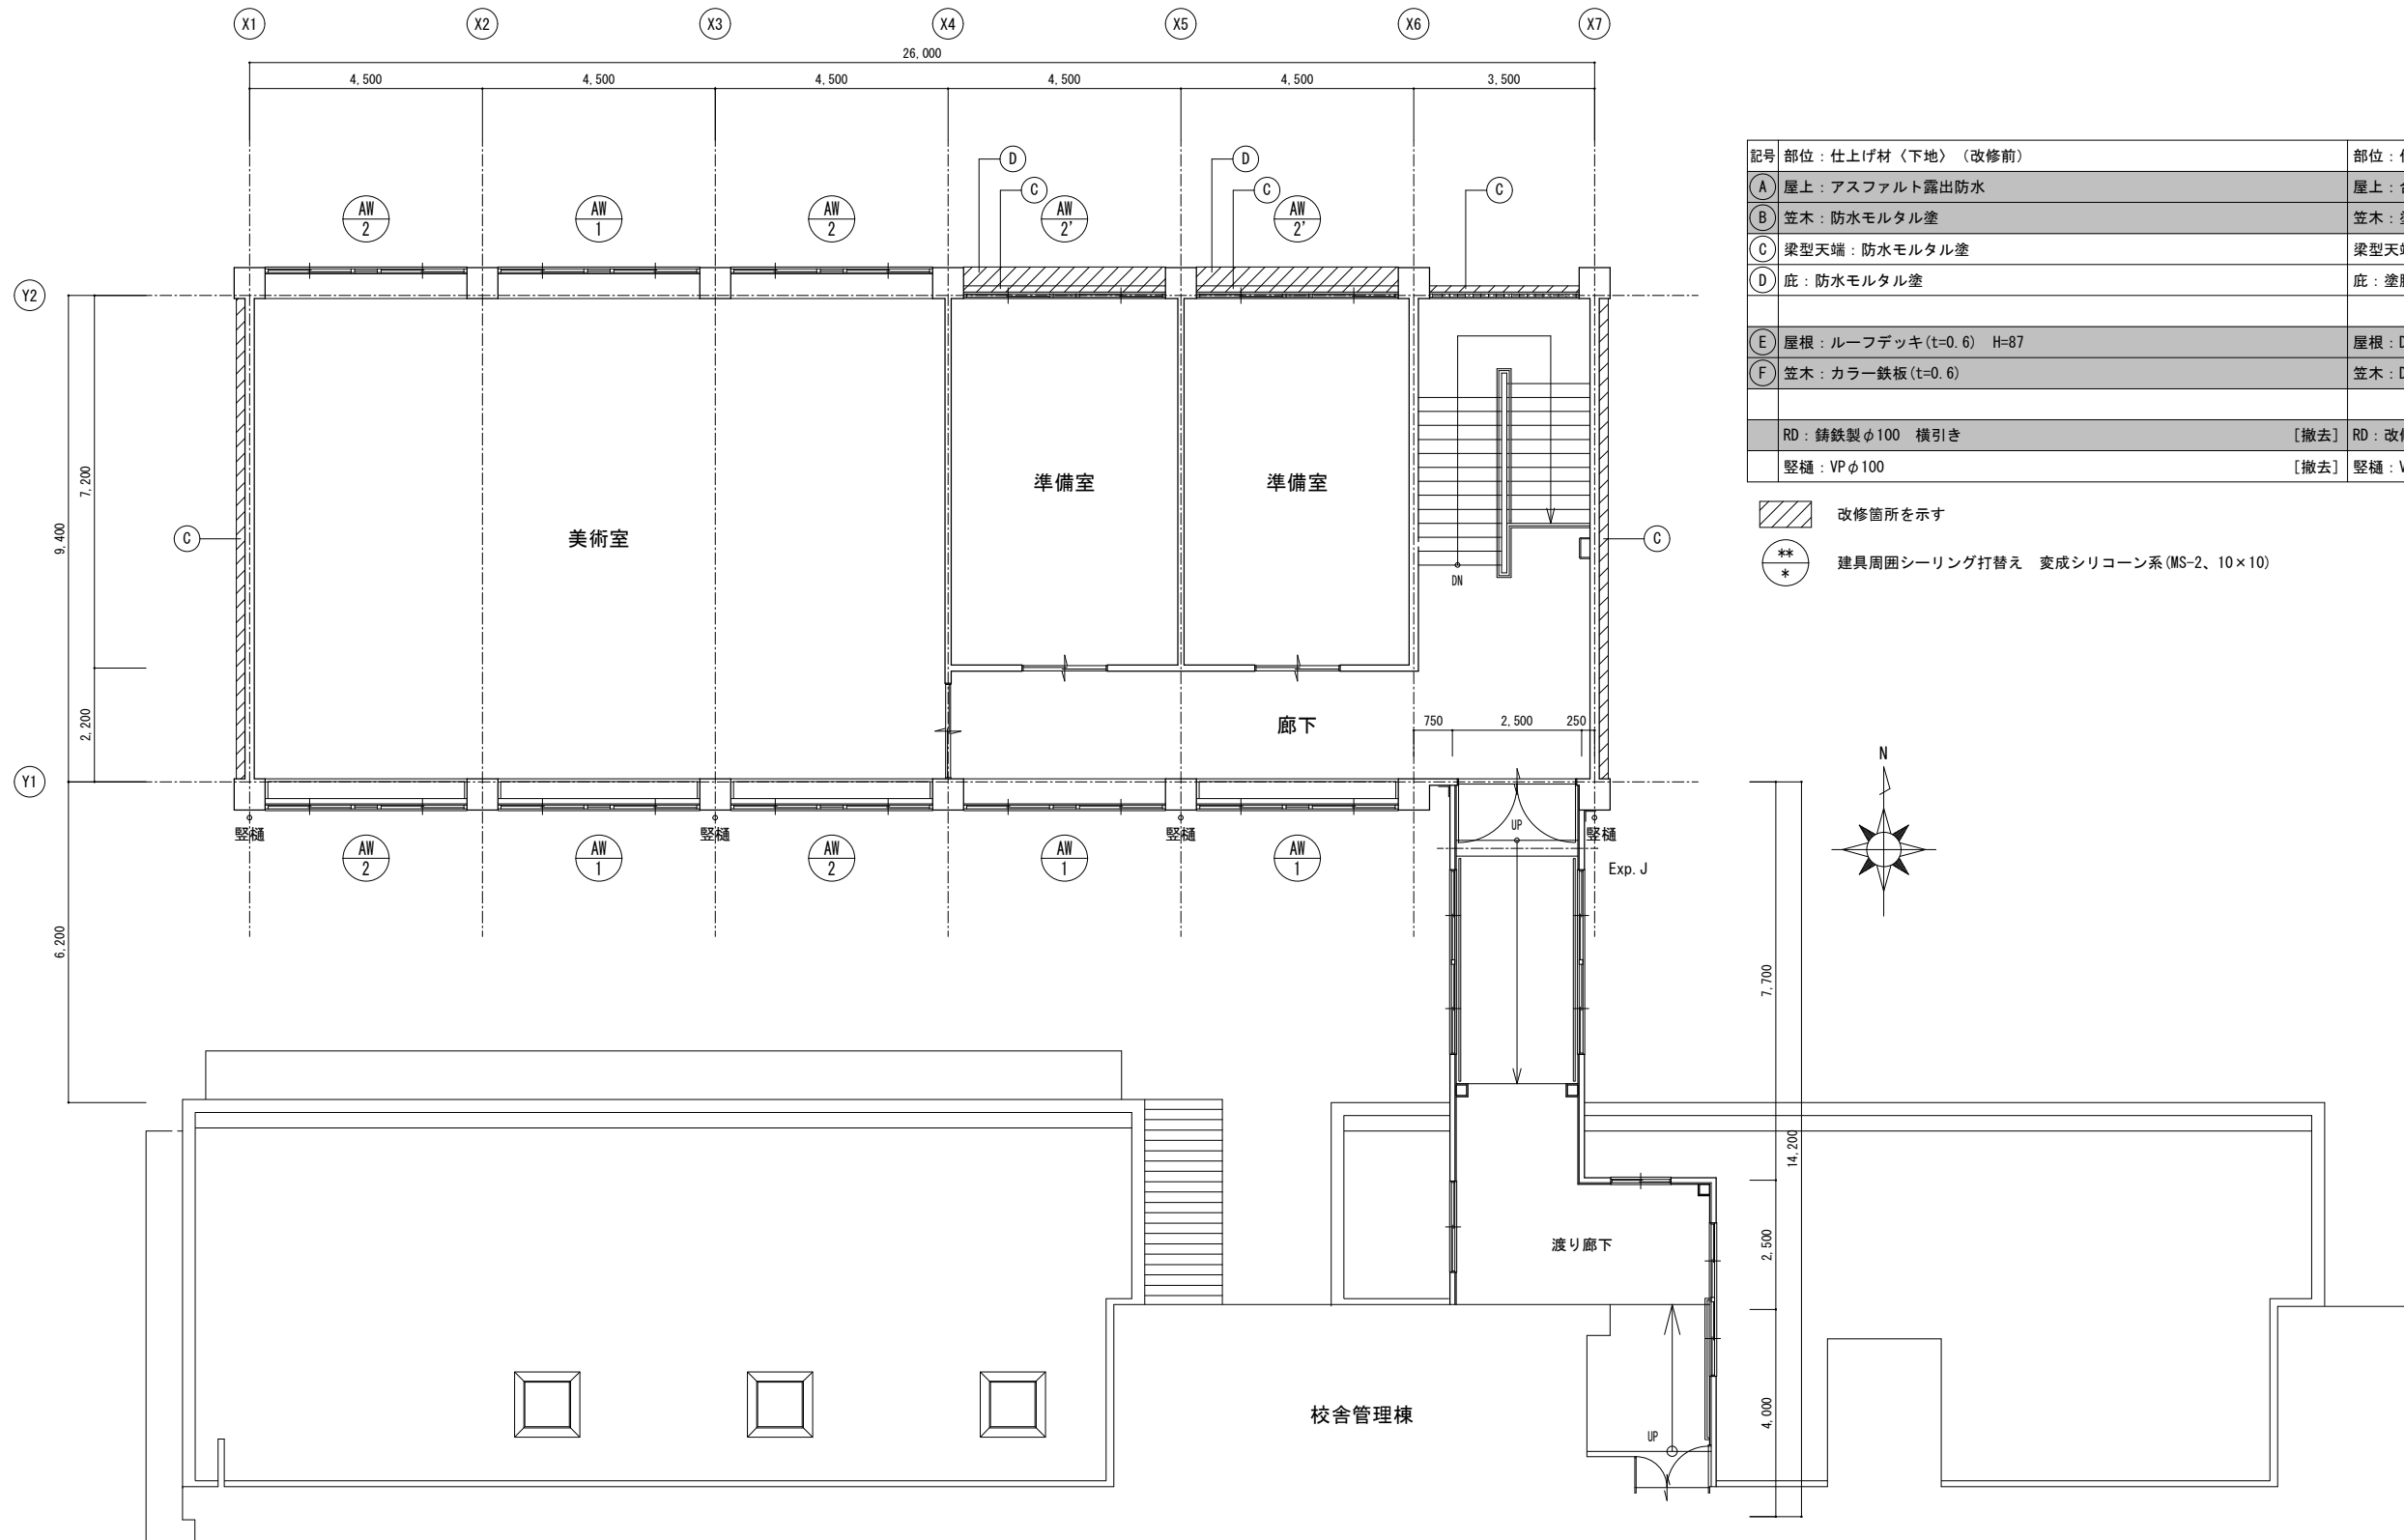 X1 X2 X3 X4 X5 X6 X7
26,000
4,500 4,500 4,500 4,500 4,500 3,500
D D
C C C
AW
2
AW
1
AW
2
AW
2'
AW
2'
Y2
記号 部位：仕上げ材〈下地〉（改修前） 部位：
A 屋上：アスファルト露出防水 屋上：
B 笠木：防水モルタル塗 笠木：
C 梁型天端：防水モルタル塗 梁型天端
D 庇：防水モルタル塗 庇：塗
E 屋根：ルーフデッキ(t=0.6) H=87 屋根：D
F 笠木：カラー鉄板(t=0.6) 笠木：D
RD：鋳鉄製φ100 横引き [撤去] RD：改
竪樋：VPφ100 [撤去] 竪樋：V
改修箇所を示す
**
*
建具周囲シーリング打替え 変成シリコーン系(MS-2、10×10)
7,200
9,400
2,200
C
美術室
準備室
準備室
DN
C
廊下
750 2,500 250
Y1
竪樋 竪樋 竪樋 竪樋
UP
AW
2
AW
1
AW
2
AW
1
AW
1
Exp.J
N
6,200
7,700
14,200
2,500
4,000
渡り廊下
校舎管理棟
UP